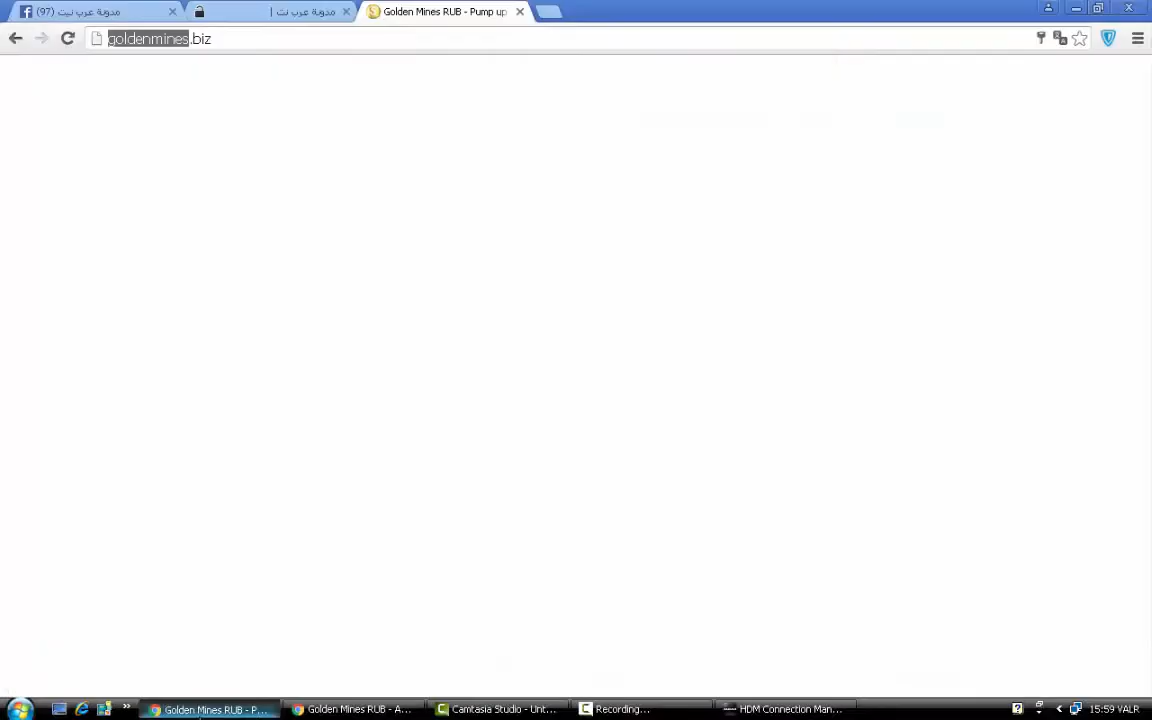 (97) مدونة عرب نيت
مدونة عرب نت |
Golden Mines RUB - Pump up
goldenmines.biz
Golden Mines RUB - P...
Golden Mines RUB - A...
Camtasia Studio - Unt...
Recording...
HDM Connection Man...
15:59 YALR